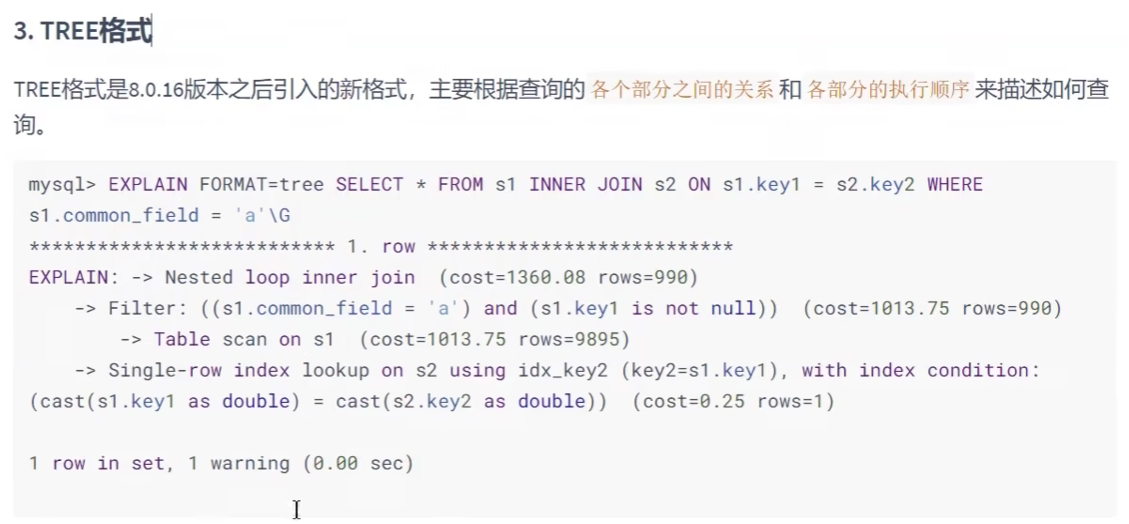 3. TREE格式
TREE格式是8.0.16版本之后引入的新格式，主要根据查询的 各个部分之间的关系 和 各部分的执行顺序 来描述如何查
询。
mysql> EXPLAIN FORMAT=tree SELECT * FROM s1 INNER JOIN s2 ON s1.key1 = s2.key2 WHERE
s1.common_field = 'a'\G
*************************** 1. row ***************************
EXPLAIN: -> Nested loop inner join  (cost=1360.08 rows=990)
    -> Filter: ((s1.common_field = 'a') and (s1.key1 is not null))  (cost=1013.75 rows=990)
        -> Table scan on s1  (cost=1013.75 rows=9895)
    -> Single-row index lookup on s2 using idx_key2 (key2=s1.key1), with index condition:
(cast(s1.key1 as double) = cast(s2.key2 as double))  (cost=0.25 rows=1)
1 row in set, 1 warning (0.00 sec)